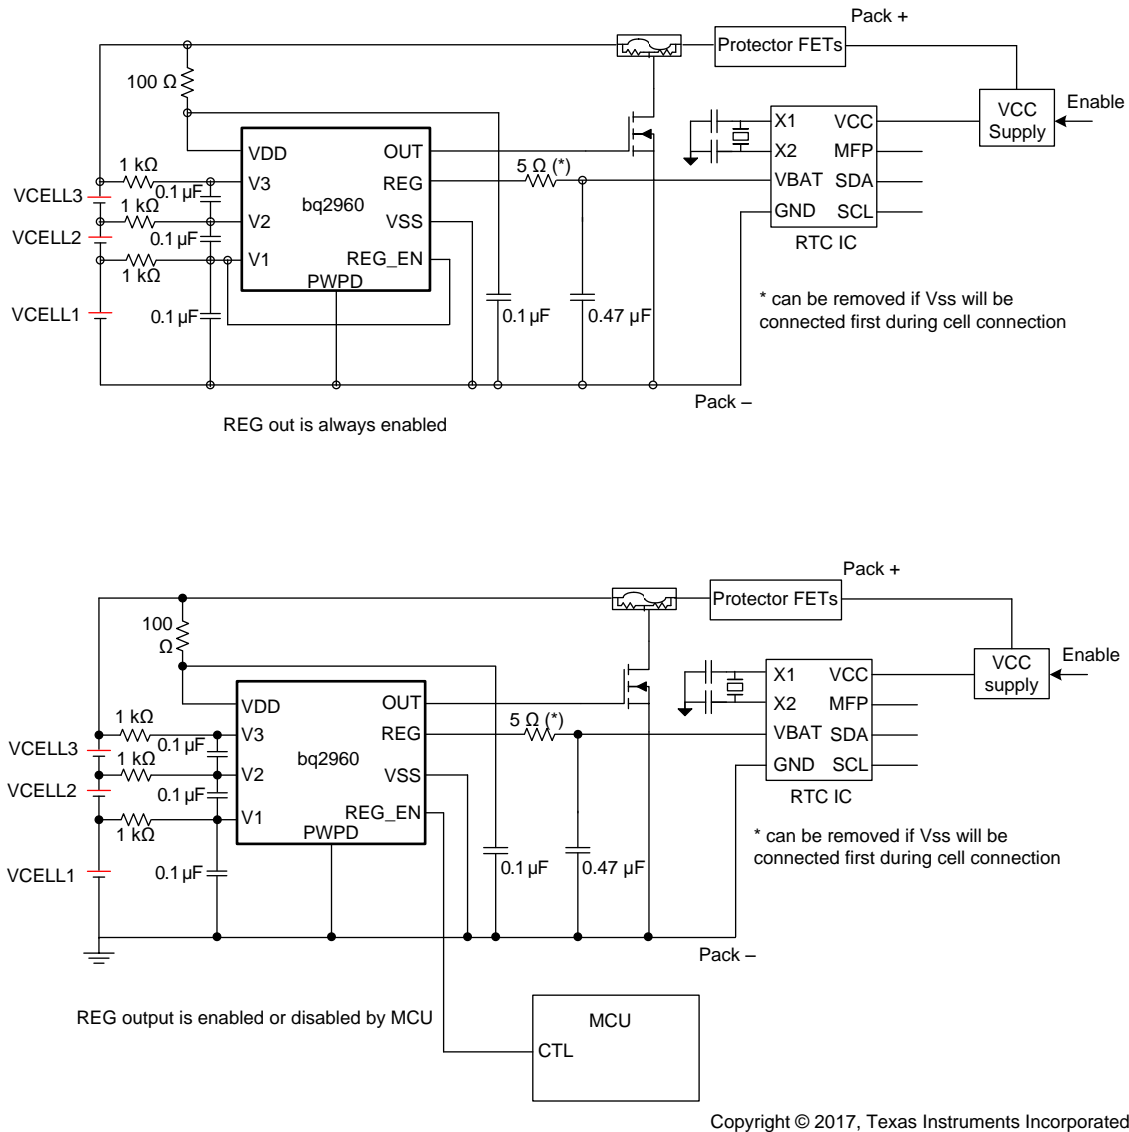 Pack +
Protector FETs
100 Ω
VCC
Supply
Enable
X1
VCC
X2
MFP
VBAT
SDA
GND
SCL
RTC IC
VDD
OUT
V3
REG
bq2960
V2
VSS
V1
REG_EN
PWPD
5 Ω (*)
1 kΩ
0.1 µF
VCELL3
1 kΩ
VCELL2
0.1 µF
1 kΩ
VCELL1
0.1 µF
0.1 µF
0.47 µF
* can be removed if Vss will be
connected first during cell connection
Pack –
REG out is always enabled
Pack +
Protector FETs
100
Ω
VCC
supply
Enable
X1
VCC
X2
MFP
VBAT
SDA
GND
SCL
RTC IC
VDD
OUT
V3
REG
bq2960
V2
VSS
V1
REG_EN
PWPD
5 Ω (*)
1 kΩ
0.1 µF
VCELL3
1 kΩ
VCELL2
0.1 µF
1 kΩ
VCELL1
0.1 µF
0.1 µF
0.47 µF
* can be removed if Vss will be
connected first during cell connection
Pack –
REG output is enabled or disabled by MCU
MCU
CTL
Copyright © 2017, Texas Instruments Incorporated